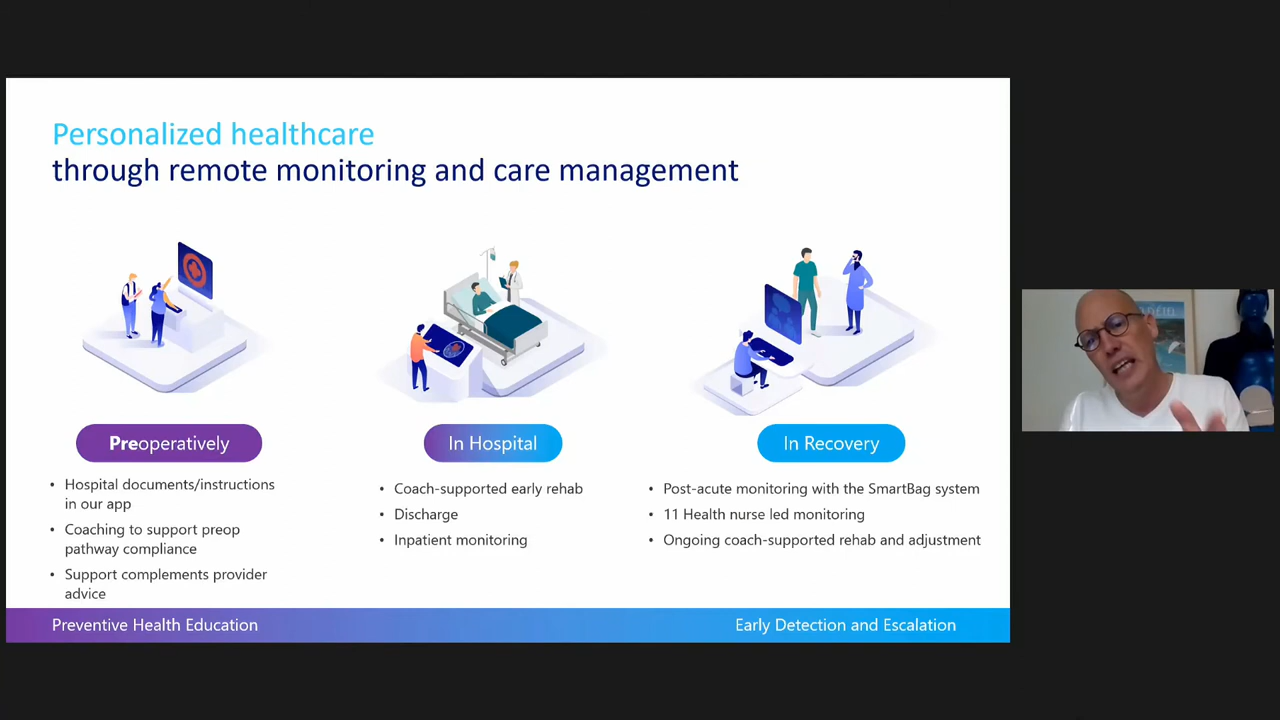 Personalized healthcare
through remote monitoring and care management
Preoperatively
• Hospital documents/instructions
in our app
• Coaching to support preop
pathway compliance
• Support complements provider
advice
In Hospital
• Coach-supported early rehab
• Discharge
• Inpatient monitoring
In Recovery
• Post-acute monitoring with the SmartBag system
• 11 Health nurse led monitoring
• Ongoing coach-supported rehab and adjustment
Preventive Health Education
Early Detection and Escalation